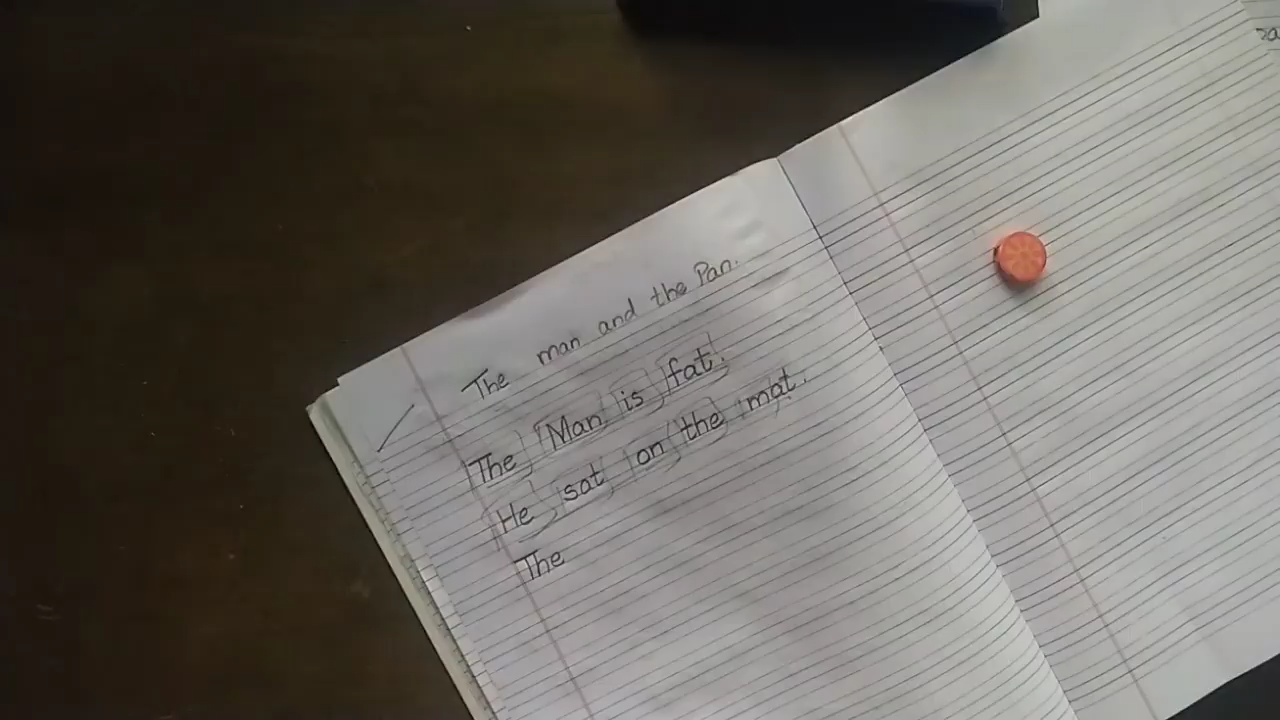 The man and the Pan.
The Man is fat.
He sat on the mat.
The